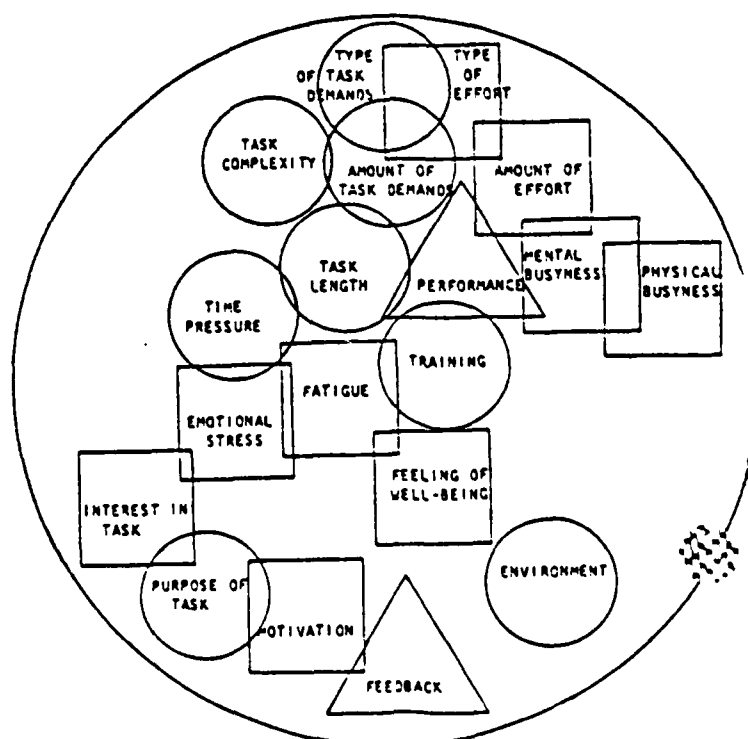 TYPE
OF TASK
DEMANDS
TYPE
OF
EFFORT
TASK
COMPLEXITY
AMOUNT OF
TASK DEMANDS
AMOUNT OF
EFFORT
TASK
LENGTH
PERFORMANCE
MENTAL
BUSYNESS
PHYSICAL
BUSYNESS
TIME
PRESSURE
TRAINING
FATIGUE
EMOTIONAL
STRESS
FEELING OF
WELL-BEING
INTEREST IN
TASK
ENVIRONMENT
PURPOSE OF
TASK
MOTIVATION
FEEDBACK